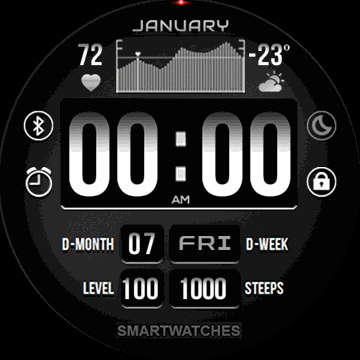 JANUARY
72 -23°
00:00
AM
D-MONTH 07 FRI D-WEEK
LEVEL 100 1000 STEEPS
SMARTWATCHES